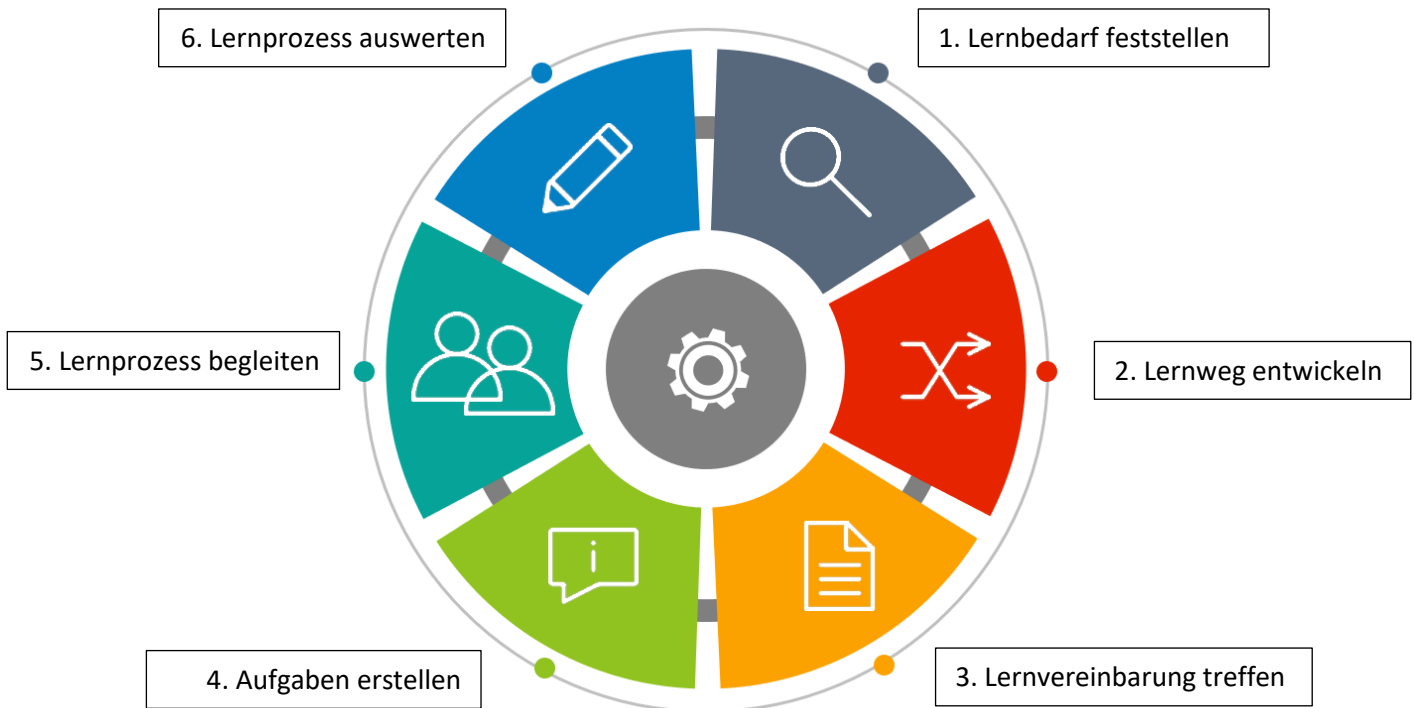 6. Lernprozess auswerten
1. Lernbedarf feststellen
5. Lernprozess begleiten
2. Lernweg entwickeln
i
4. Aufgaben erstellen
3. Lernvereinbarung treffen